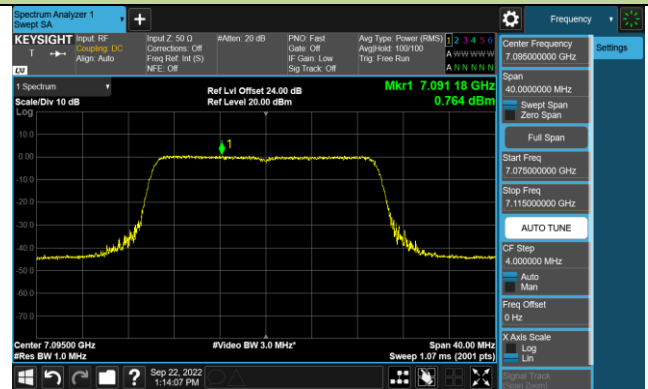 Spectrum Analyzer 1
Swept SA
+
Frequency
KEYSIGHT
Input: RF
Coupling: DC
Align: Auto
Input Z: 50 Ω
Corrections: Off
Freq Ref: Int (S)
NFE: Off
#Atten: 20 dB
PNO: Fast
Gate: Off
IF Gain: Low
Sig Track: Off
Avg Type: Power (RMS)
Avg|Hold: 100/100
Trig: Free Run
1 2 3 4 5 6
A W W W W W
A N N N N N
LXI
1 Spectrum
Scale/Div 10 dB
Log
Ref Lvl Offset 24.00 dB
Ref Level 20.00 dBm
Mkr1 7.091 18 GHz
0.764 dBm
1
10.0
0.00
-10.0
-20.0
-30.0
-40.0
-50.0
-60.0
-70.0
Center 7.09500 GHz
#Res BW 1.0 MHz
#Video BW 3.0 MHz*
Span 40.00 MHz
Sweep 1.07 ms (2001 pts)
Sep 22, 2022
1:14:07 PM
?
Center Frequency
7.095000000 GHz
Settings
Span
40.0000000 MHz
Swept Span
Zero Span
Full Span
Start Freq
7.075000000 GHz
Stop Freq
7.115000000 GHz
AUTO TUNE
CF Step
4.000000 MHz
Auto
Man
Freq Offset
0 Hz
X Axis Scale
Log
Lin
Signal Track
(Span Zoom)